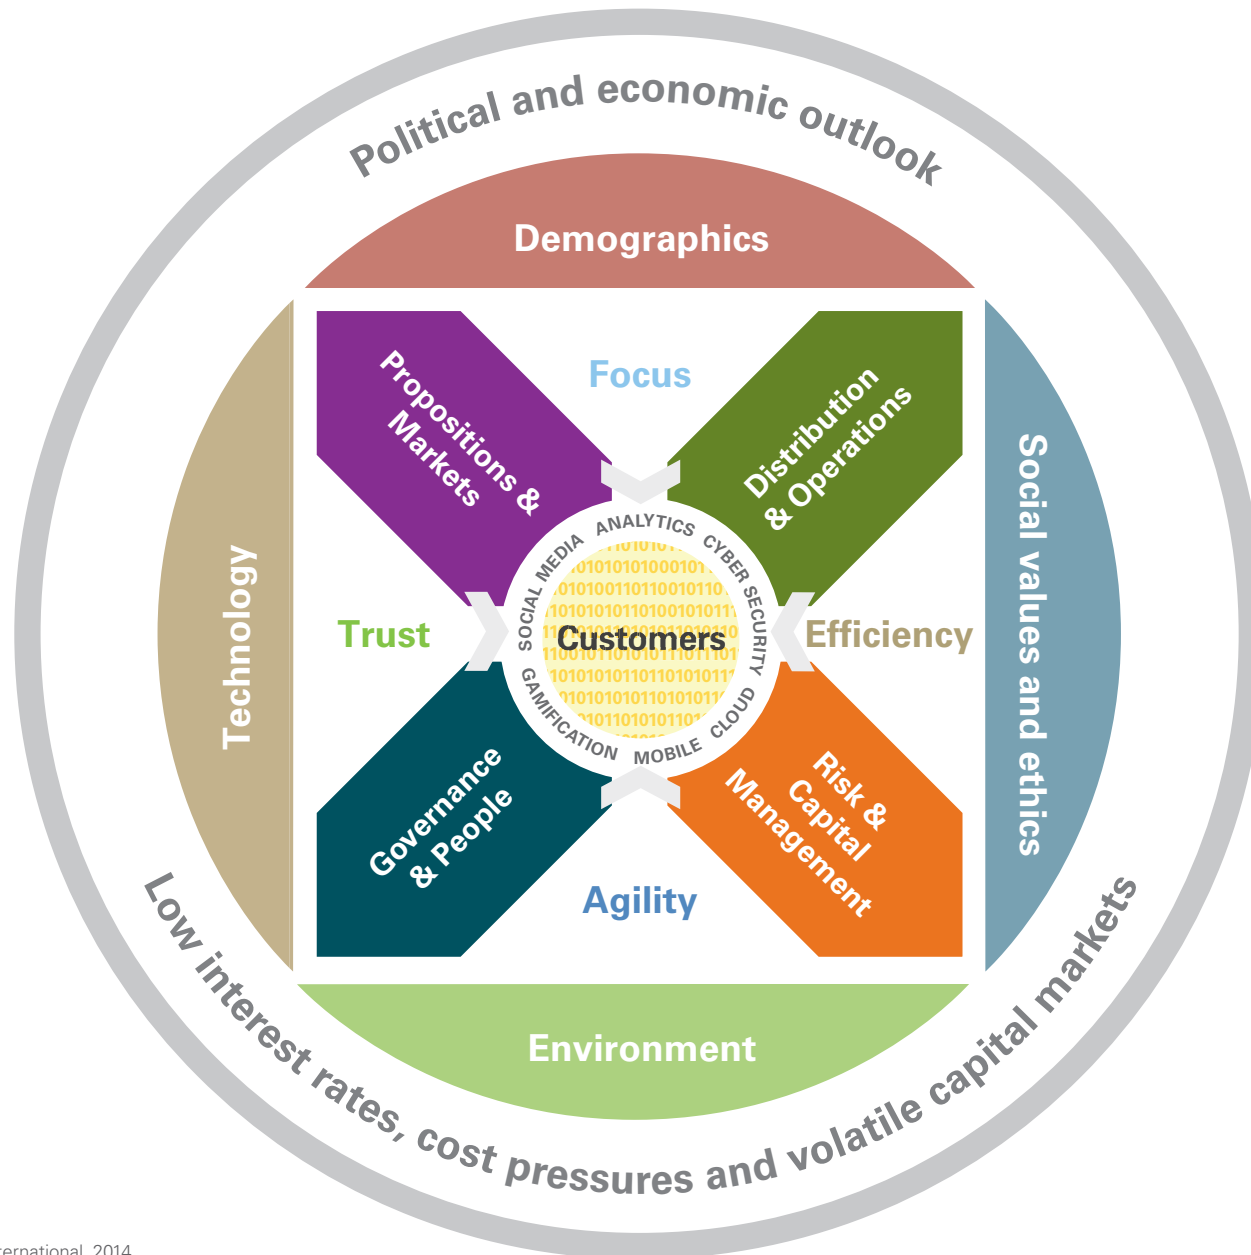 Political and economic outlook
Demographics
Focus
Propositions &
Markets
Distribution
& Operations
Technology
Social values and ethics
Trust
Efficiency
SOCIAL MEDIA
ANALYTICS
CYBER SECURITY
CLOUD
MOBILE
GAMIFICATION
Customers
Governance
& People
Risk &
Capital
Management
Agility
Environment
Low interest rates, cost pressures and volatile capital markets
2014